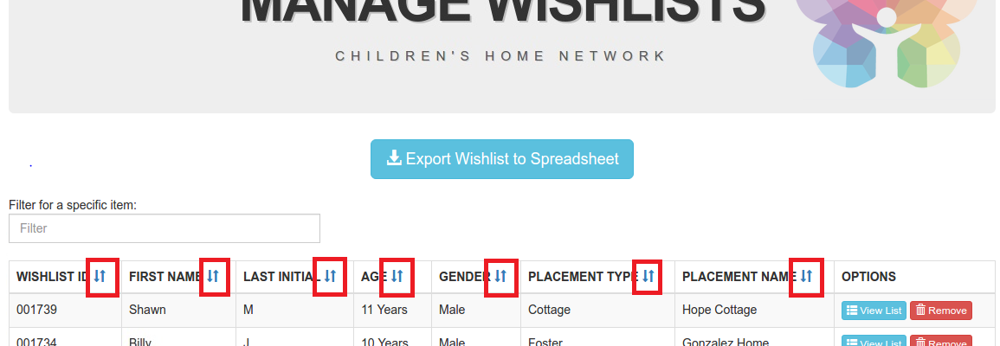 MANAGE WISHLISTS
CHILDREN'S HOME NETWORK
Export Wishlist to Spreadsheet
Filter for a specific item:
Filter
WISHLIST ID FIRST NAME LAST INITIAL AGE GENDER PLACEMENT TYPE PLACEMENT NAME OPTIONS
001739 Shawn M 11 Years Male Cottage Hope Cottage View List Remove
001734 Billy J 10 Years Male Foster Gonzalez Home View List Remove